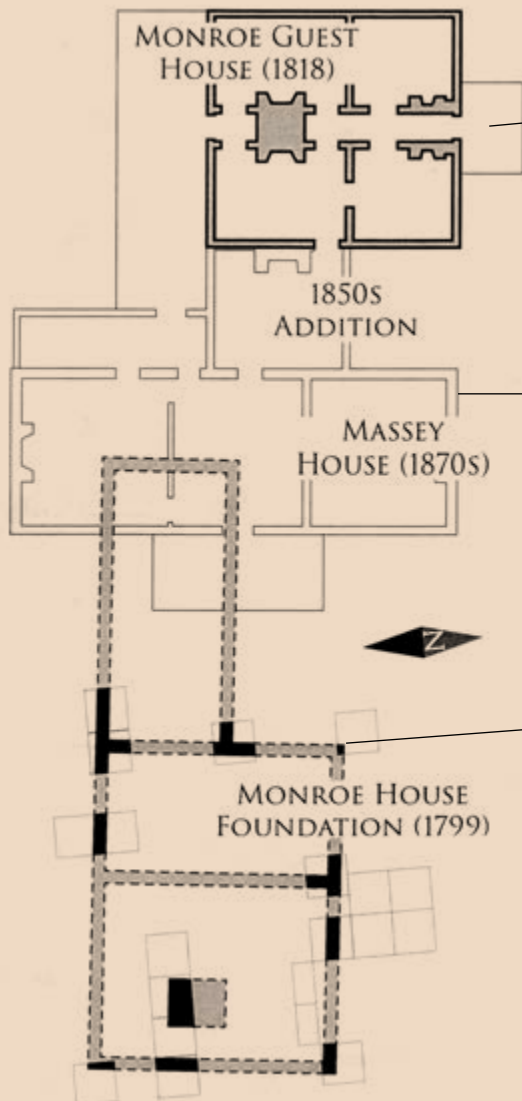 MONROE GUEST
HOUSE (1818)
1850S
ADDITION
MASSEY
HOUSE (1870S)
N
MONROE HOUSE
FOUNDATION (1799)